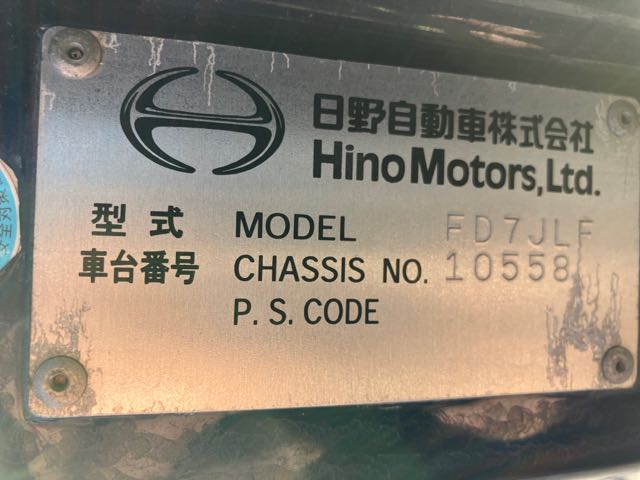 日野自動車株式会社
Hino Motors, Ltd.
型式 MODEL FD7JLF
車台番号 CHASSIS NO. 10558
P. S. CODE